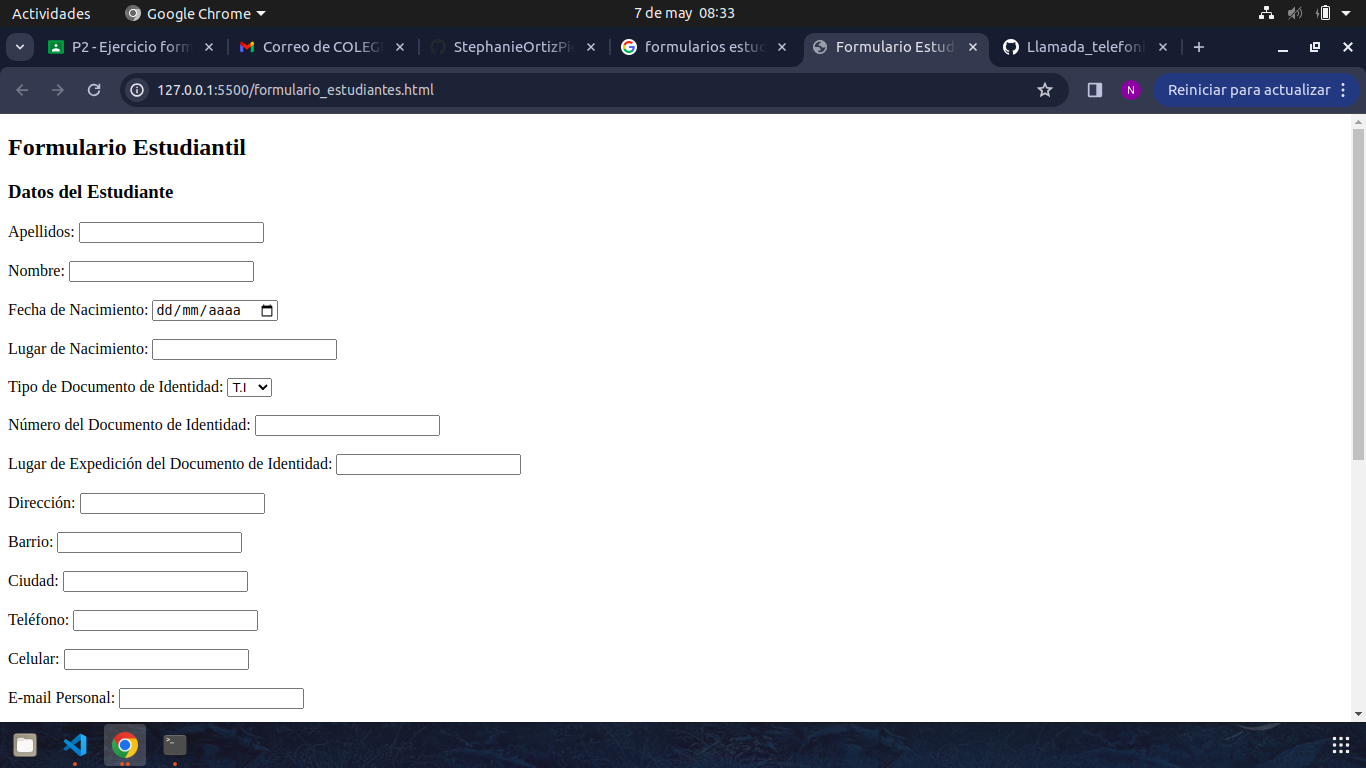 Actividades Google Chrome 7 de may 08:33
P2 - Ejercicio form Correo de COLEG StephanieOrtizPi formularios estud Formulario Estud Llamada_telefoni
127.0.0.1:5500/formulario_estudiantes.html N Reiniciar para actualizar
Formulario Estudiantil
Datos del Estudiante
Apellidos:
Nombre:
Fecha de Nacimiento: dd/mm/aaaa
Lugar de Nacimiento:
Tipo de Documento de Identidad: T.I
Número del Documento de Identidad:
Lugar de Expedición del Documento de Identidad:
Dirección:
Barrio:
Ciudad:
Teléfono:
Celular:
E-mail Personal: